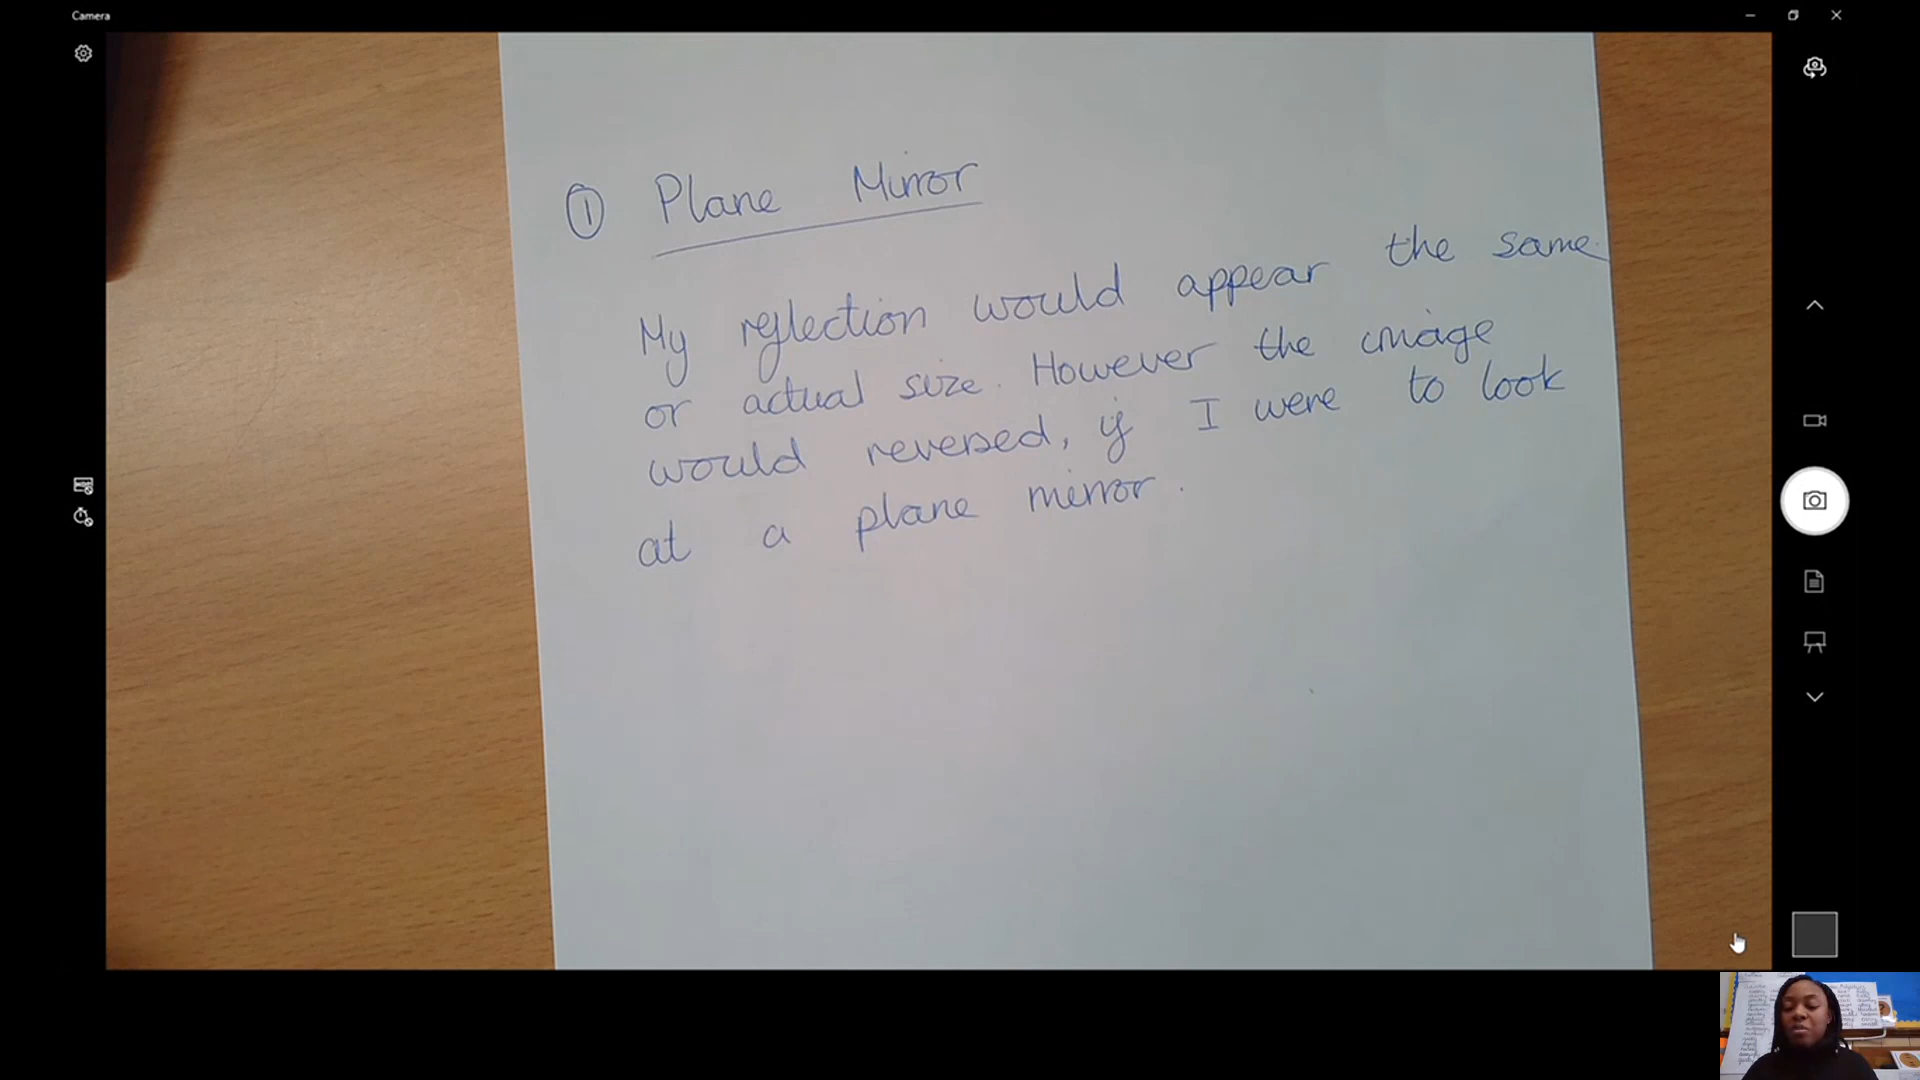 Camera
① Plane Mirror
My reflection would appear the same
or actual size. However the image
would reversed, if I were to look
at a plane mirror.